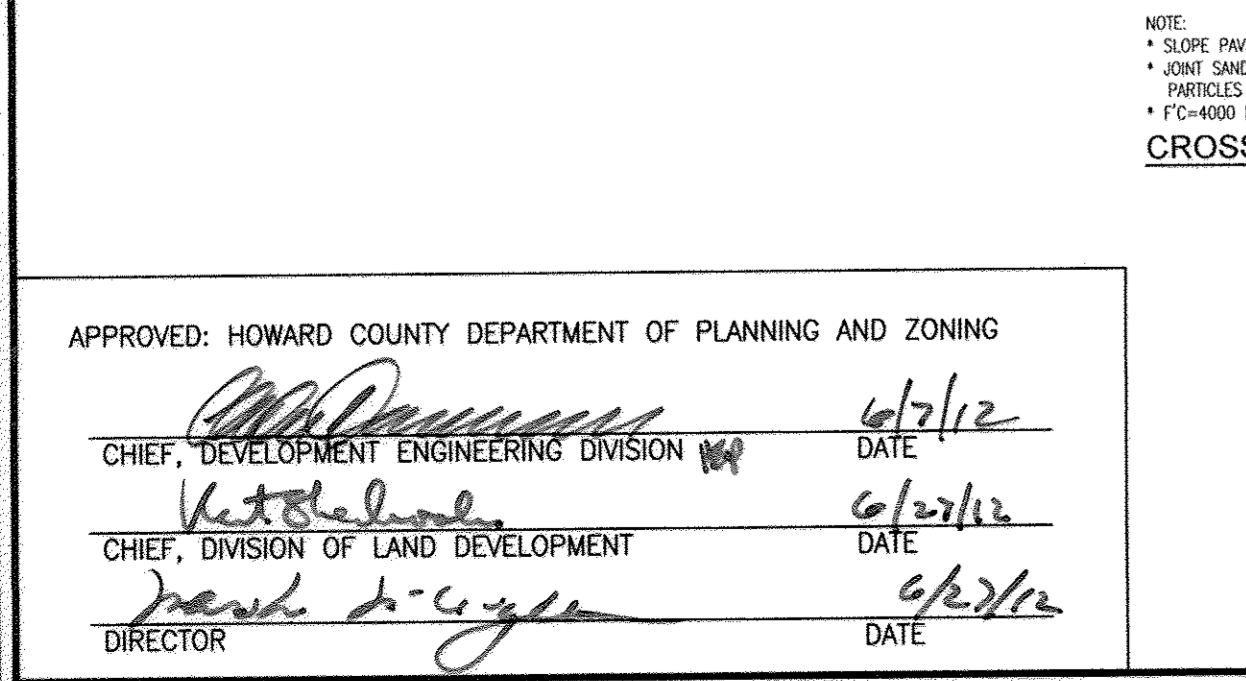 NOTE:
* SLOPE PAV
* JOINT SAND
PARTICLES
* F'C=4000
CROSS
APPROVED: HOWARD COUNTY DEPARTMENT OF PLANNING AND ZONING
6/7/12
CHIEF, DEVELOPMENT ENGINEERING DIVISION DATE
6/27/12
CHIEF, DIVISION OF LAND DEVELOPMENT DATE
6/27/12
DIRECTOR DATE